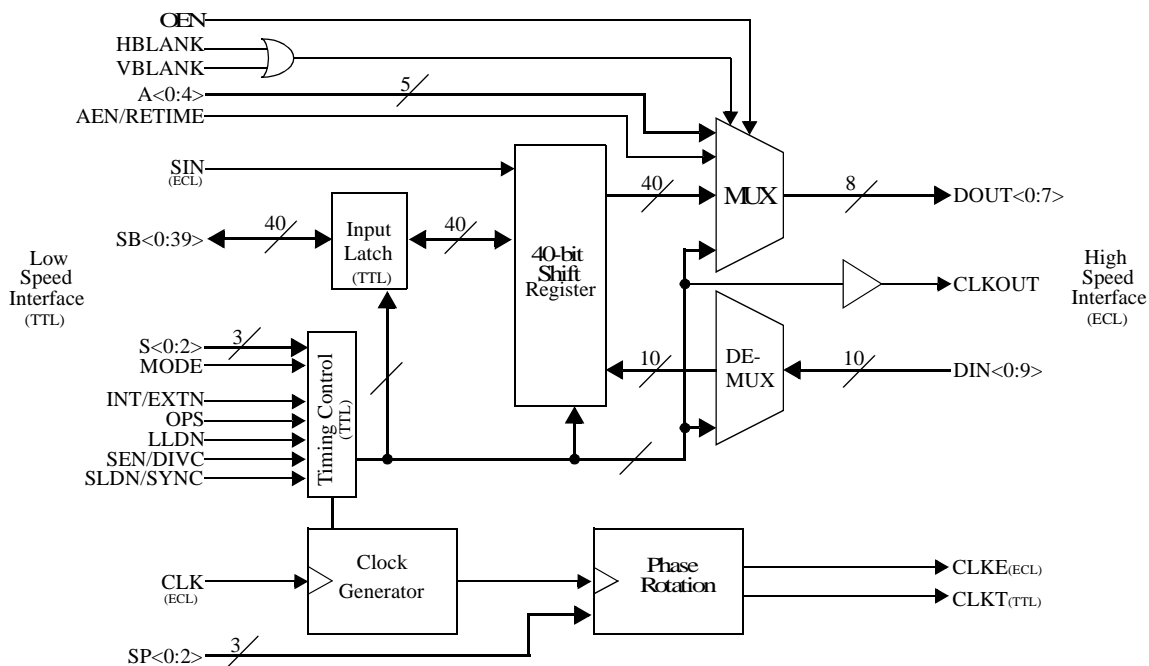 OEN
HBLANK
VBLANK
A<0:4>
5
AEN/RETIME
SIN
(ECL)
40
MUX
8
DOUT<0:7>
SB<0:39>
40
Input
Latch
(TTL)
40
40-bit
Shift
Register
Low
Speed
Interface
(TTL)
High
Speed
Interface
(ECL)
CLKOUT
S<0:2>
3
MODE
10
DE-
MUX
10
DIN<0:9>
INT/EXTN
OPS
LLDN
SEN/DIVC
SLDN/SYNC
Timing Control
(TTL)
CLK
(ECL)
Clock
Generator
Phase
Rotation
CLKE(ECL)
CLKT(TTL)
SP<0:2>
3